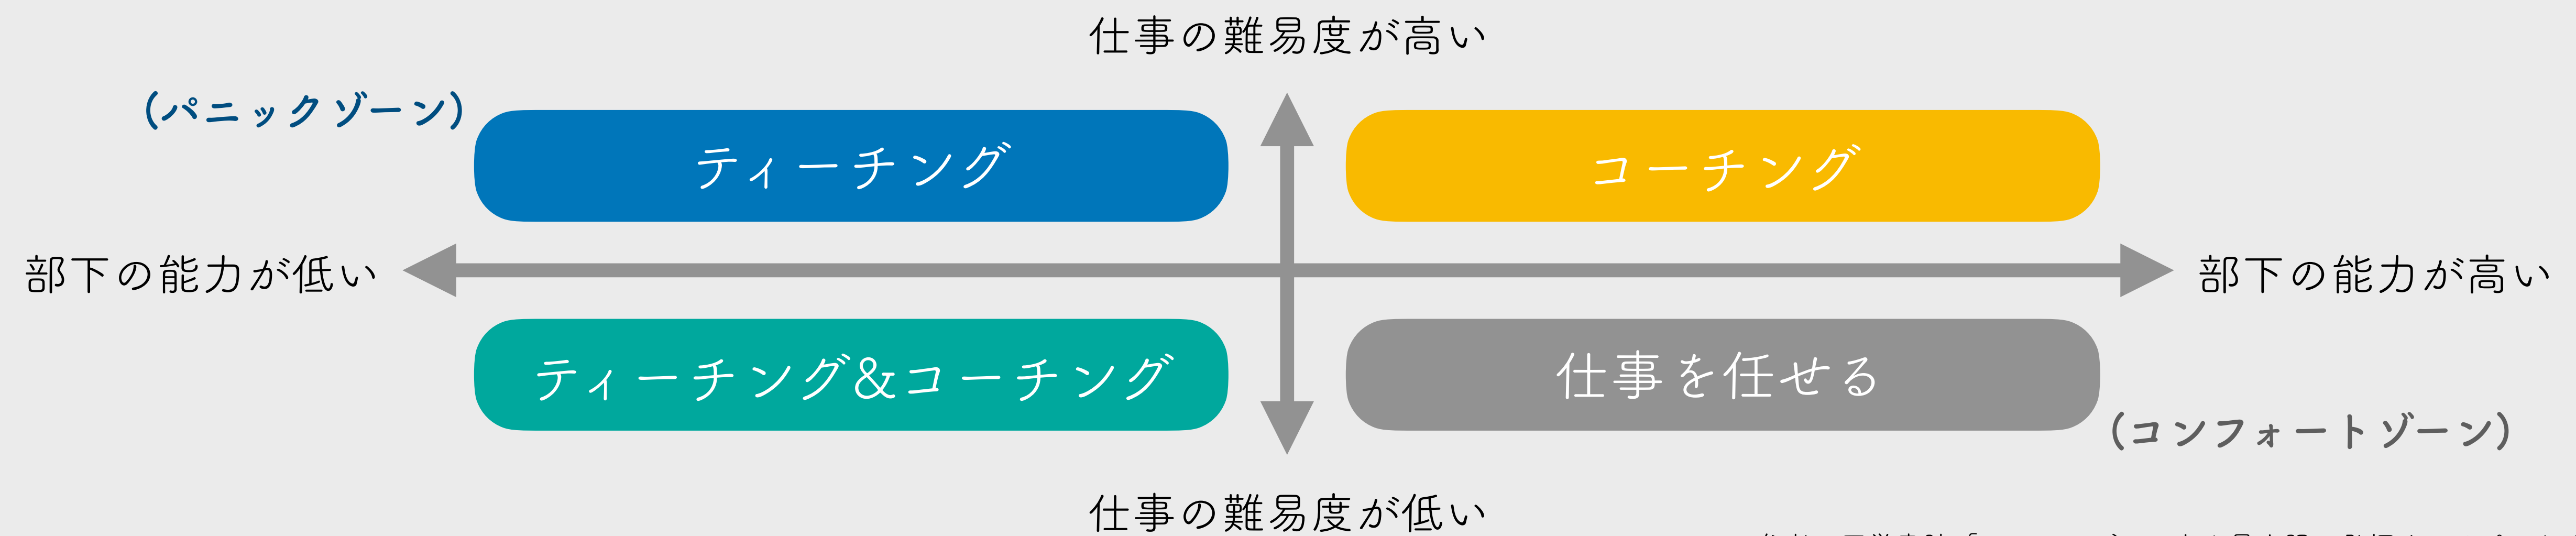 仕事の難易度が高い
（パニックゾーン）
ティーチング
コーチング
部下の能力が低い
部下の能力が高い
ティーチング&コーチング
仕事を任せる
（コンフォートゾーン）
仕事の難易度が低い